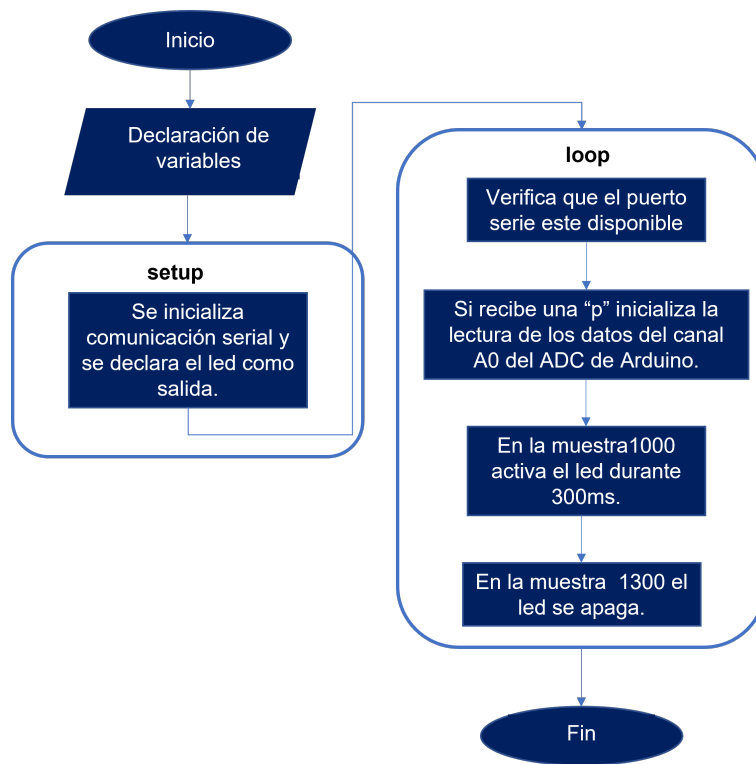 Inicio
Declaración de
variables
setup
Se inicializa
comunicación serial y
se declara el led como
salida.
loop
Verifica que el puerto
serie este disponible
Si recibe una “p” inicializa la
lectura de los datos del canal
A0 del ADC de Arduino.
En la muestra1000
activa el led durante
300ms.
En la muestra 1300 el
led se apaga.
Fin